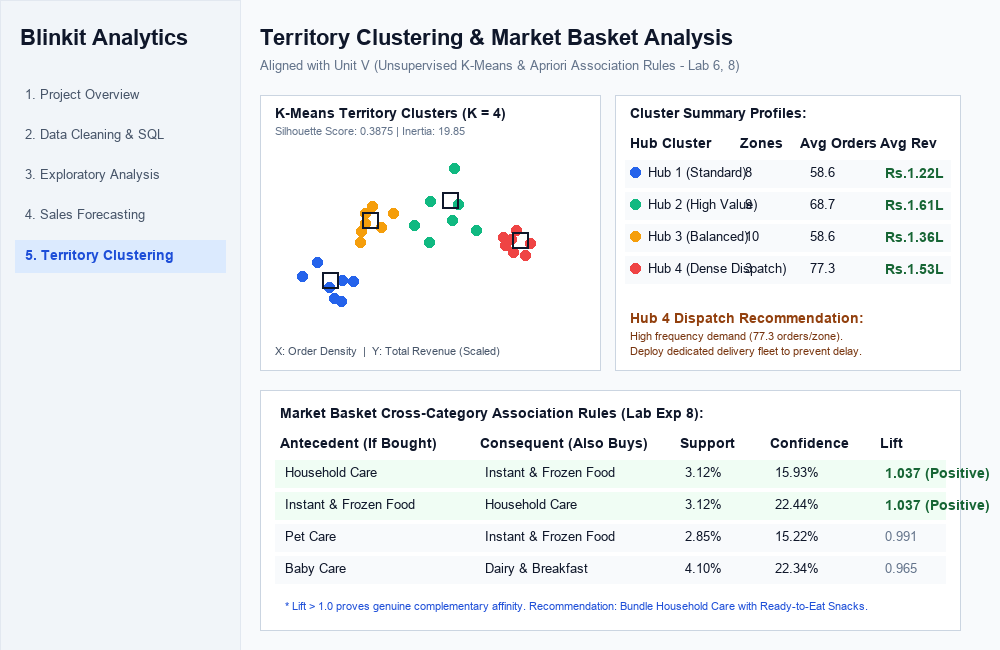 Blinkit Analytics
1. Project Overview
2. Data Cleaning & SQL
3. Exploratory Analysis
4. Sales Forecasting
5. Territory Clustering
Territory Clustering & Market Basket Analysis
Aligned with Unit V (Unsupervised K-Means & Apriori Association Rules - Lab 6, 8)
K-Means Territory Clusters (K = 4)
Silhouette Score: 0.3875 | Inertia: 19.85
X: Order Density | Y: Total Revenue (Scaled)
Cluster Summary Profiles:
Hub Cluster Zones Avg Orders Avg Rev
Hub 1 (Standard) 8 58.6 Rs.1.22L
Hub 2 (High Value) 58.7 Rs.1.61L
Hub 3 (Balanced) 10 58.6 Rs.1.36L
Hub 4 (Dense Dispatch) 77.3 Rs.1.53L
Hub 4 Dispatch Recommendation:
High frequency demand (77.3 orders/zone).
Deploy dedicated delivery fleet to prevent delay.
Market Basket Cross-Category Association Rules (Lab Exp 8):
Antecedent (If Bought) Consequent (Also Buys) Support Confidence Lift
Household Care Instant & Frozen Food 3.12% 15.93% 1.037 (Positive)
Instant & Frozen Food Household Care 3.12% 22.44% 1.037 (Positive)
Pet Care Instant & Frozen Food 2.85% 15.22% 0.991
Baby Care Dairy & Breakfast 4.10% 22.34% 0.965
* Lift > 1.0 proves genuine complementary affinity. Recommendation: Bundle Household Care with Ready-to-Eat Snacks.